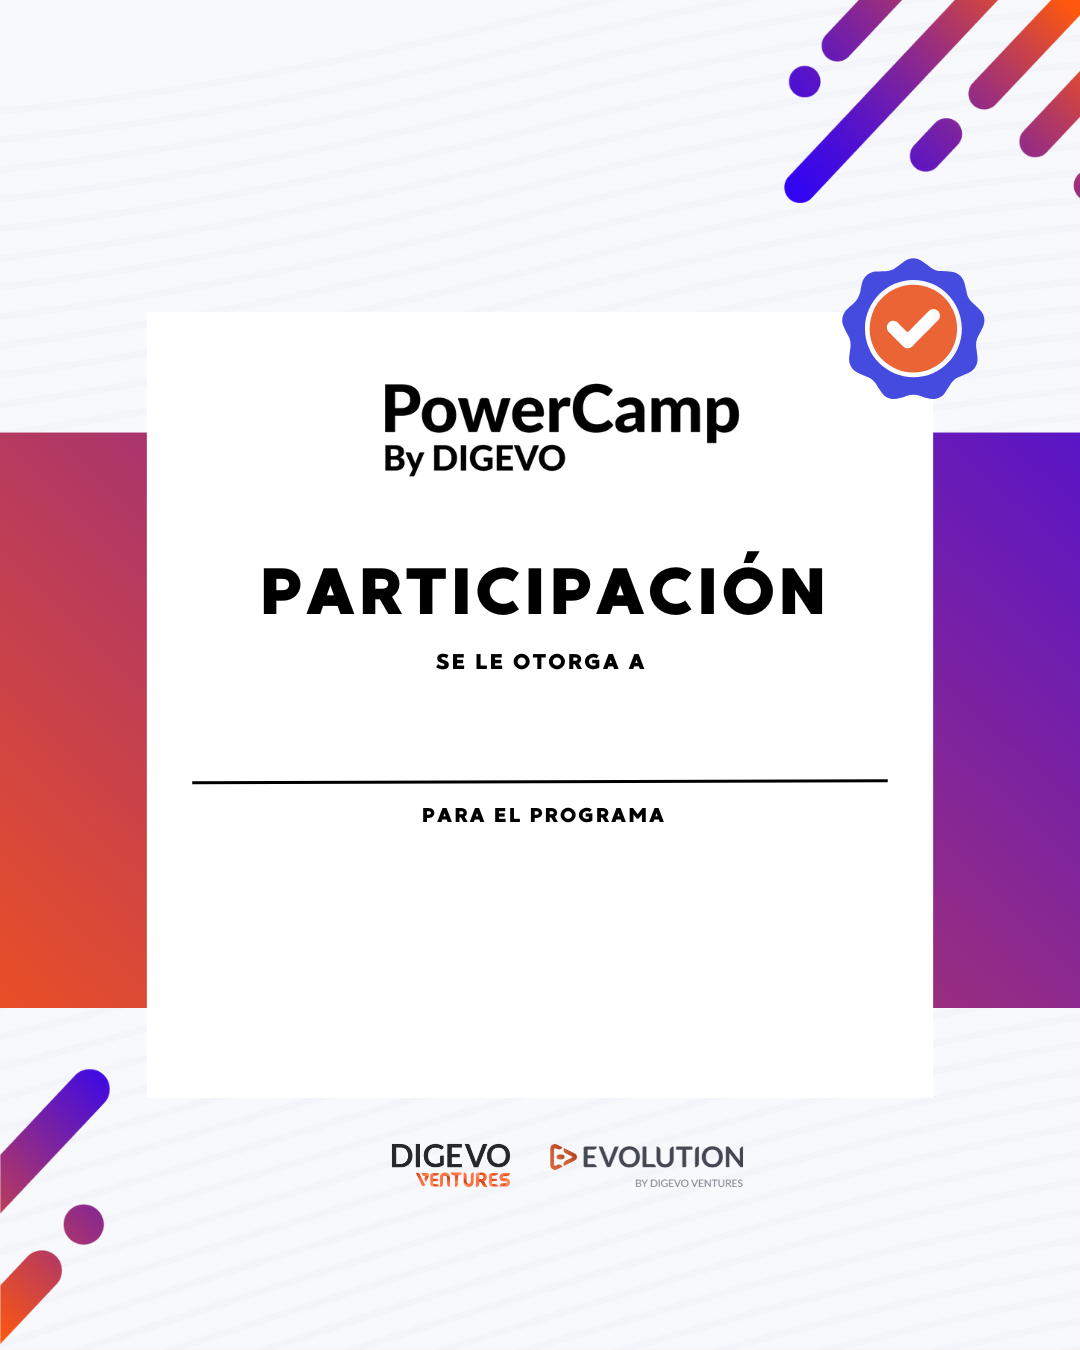 PowerCamp
By DIGEVO
PARTICIPACIÓN
SE LE OTORGA A
PARA EL PROGRAMA
DIGEVO
VENTURES
EVOLUTION
BY DIGEVO VENTURES